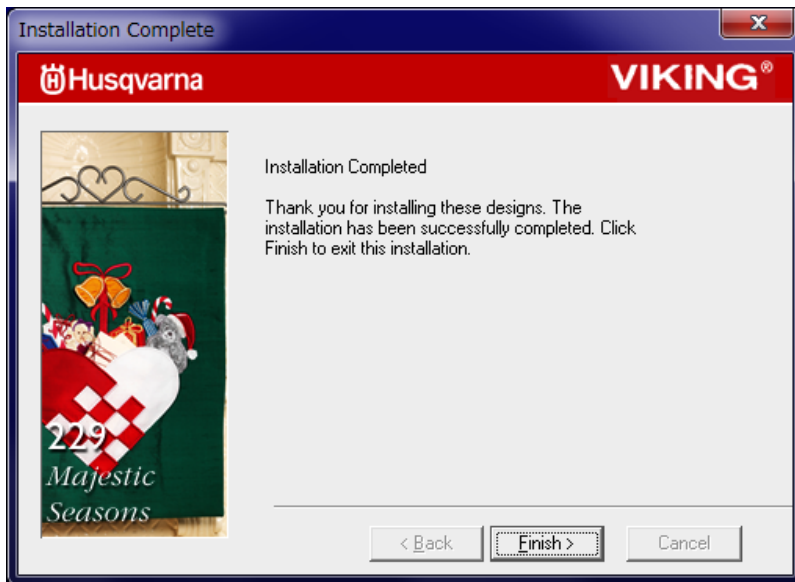 Installation Complete
Husqvarna
VIKING®
Installation Completed
Thank you for installing these designs. The
installation has been successfully completed. Click
Finish to exit this installation.
229
Majestic
Seasons
< Back
Finish >
Cancel